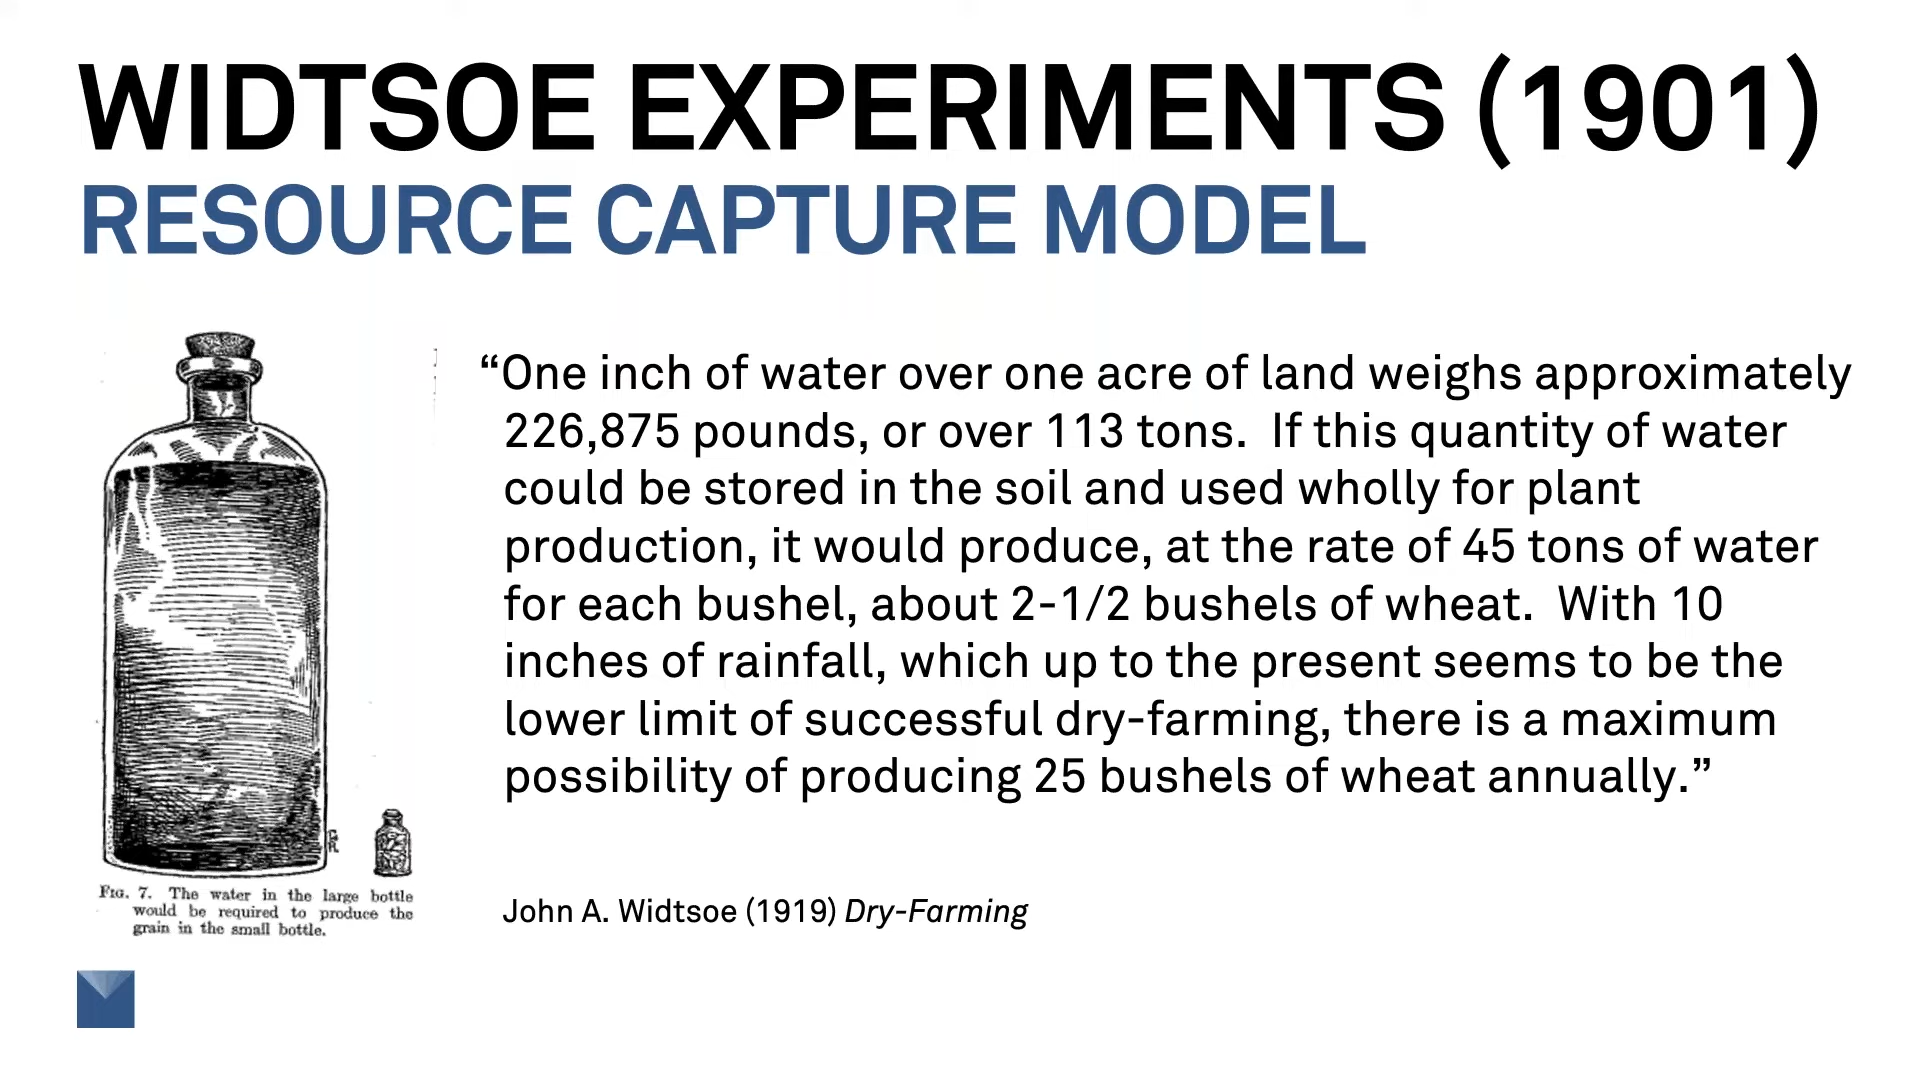 WIDTSOE EXPERIMENTS (1901)
RESOURCE CAPTURE MODEL
“One inch of water over one acre of land weighs approximately
226,875 pounds, or over 113 tons.  If this quantity of water
could be stored in the soil and used wholly for plant
production, it would produce, at the rate of 45 tons of water
for each bushel, about 2-1/2 bushels of wheat.  With 10
inches of rainfall, which up to the present seems to be the
lower limit of successful dry-farming, there is a maximum
possibility of producing 25 bushels of wheat annually.”
FIG. 7. The water in the large bottle
would be required to produce the
grain in the small bottle.
John A. Widtsoe (1919) Dry-Farming